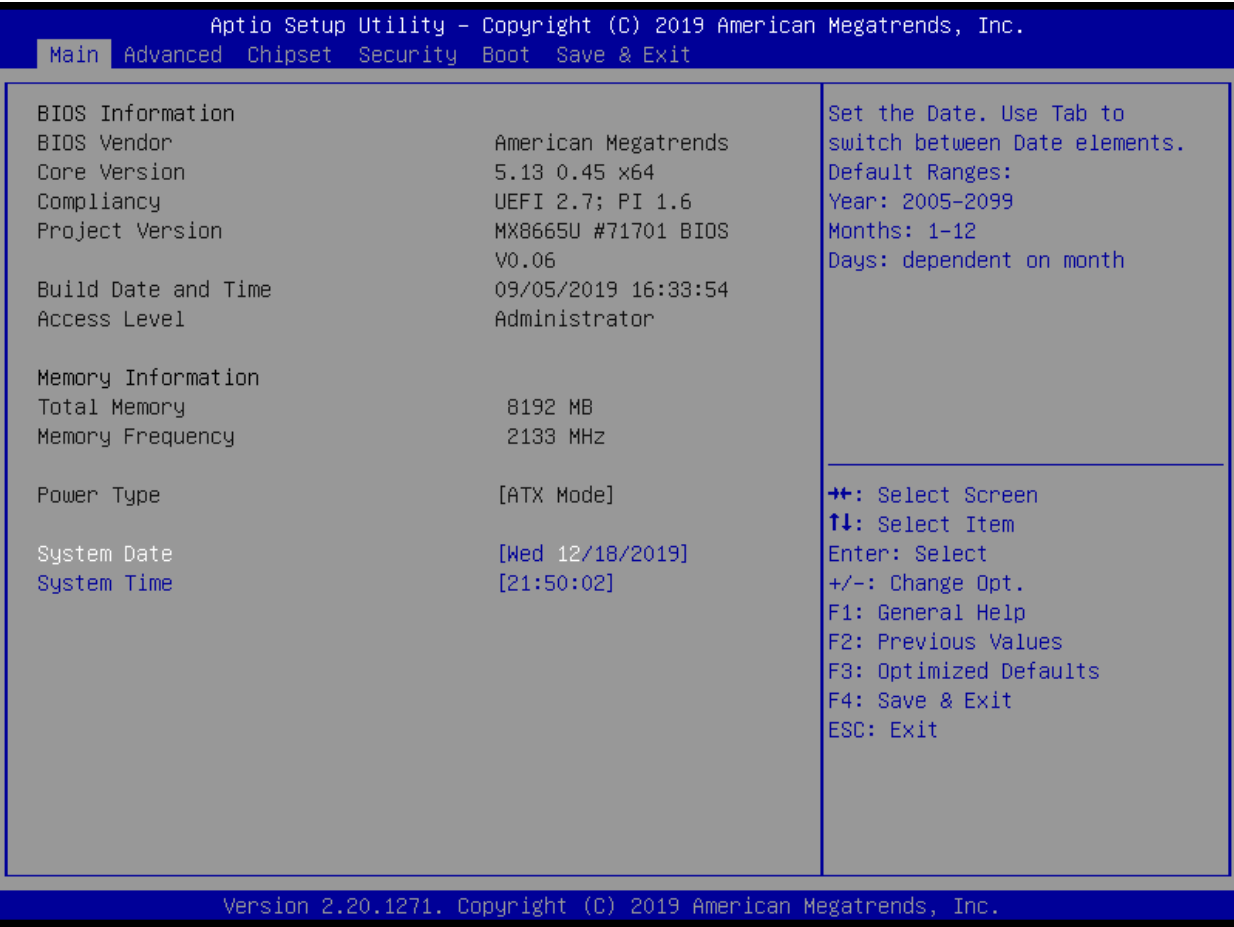 Aptio Setup Utility – Copyright (C) 2019 American Megatrends, Inc.
Main Advanced Chipset Security Boot Save & Exit
BIOS Information
BIOS Vendor American Megatrends
Core Version 5.13 0.45 x64
Compliancy UEFI 2.7; PI 1.6
Project Version MX8665U #71701 BIOS
V0.06
Build Date and Time 09/05/2019 16:33:54
Access Level Administrator
Memory Information
Total Memory 8192 MB
Memory Frequency 2133 MHz
Power Type [ATX Mode]
System Date [Wed 12/18/2019]
System Time [21:50:02]
Set the Date. Use Tab to
switch between Date elements.
Default Ranges:
Year: 2005-2099
Months: 1-12
Days: dependent on month
→←: Select Screen
↑↓: Select Item
Enter: Select
+/-: Change Opt.
F1: General Help
F2: Previous Values
F3: Optimized Defaults
F4: Save & Exit
ESC: Exit
Version 2.20.1271. Copyright (C) 2019 American Megatrends, Inc.